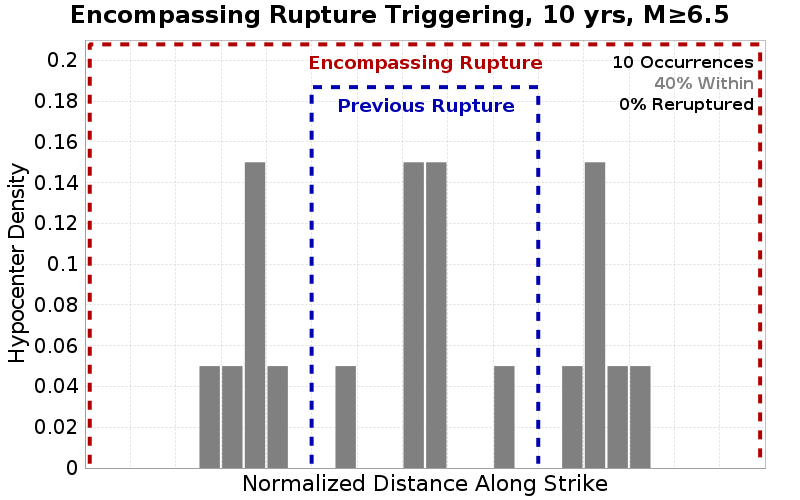 Encompassing Rupture Triggering, 10 yrs, M≥6.5
Encompassing Rupture
10 Occurrences
40% Within
Previous Rupture
0% Reruptured
Hypocenter Density
0.2
0.18
0.16
0.14
0.12
0.1
0.08
0.06
0.04
0.02
0
Normalized Distance Along Strike